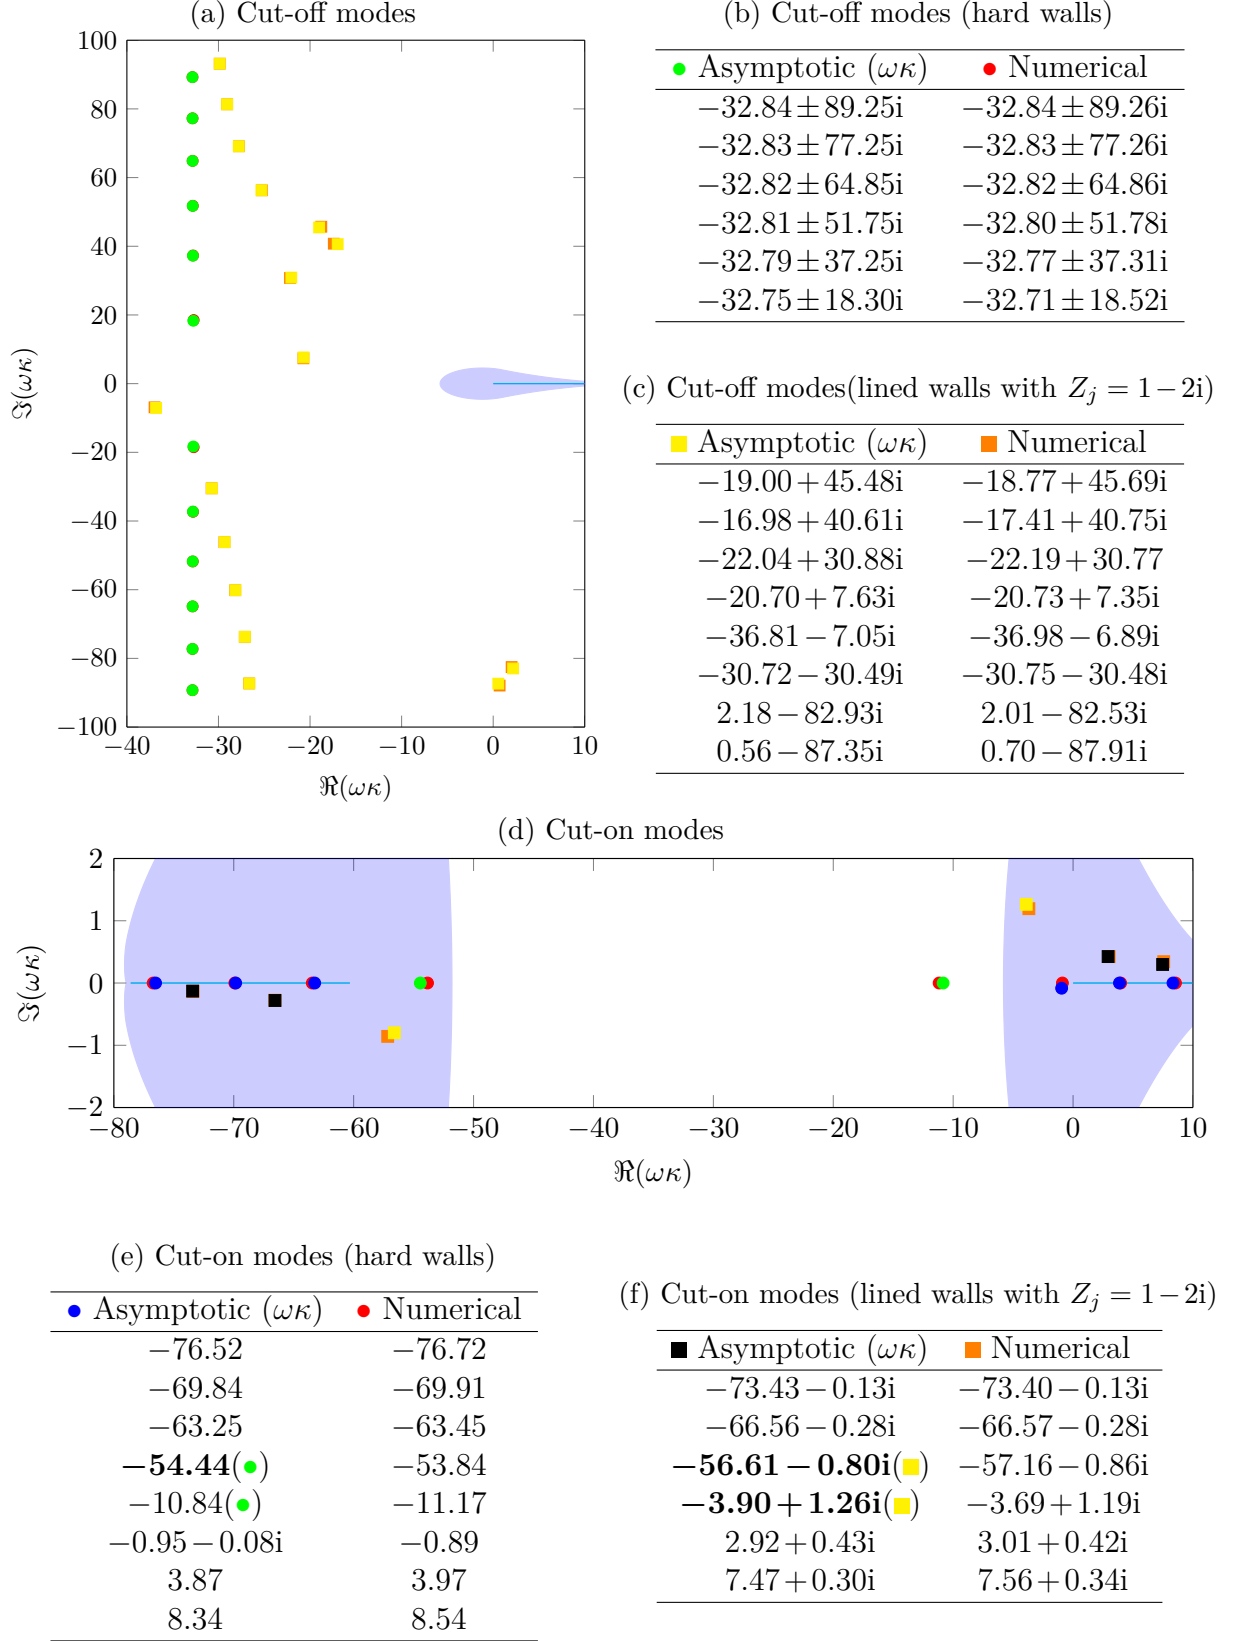 (a) Cut-off modes
100
80
60
40
20
0
−20
−40
−60
−80
−100
−40 −30 −20 −10 0 10
ℑ(ωκ)
ℜ(ωκ)
(b) Cut-off modes (hard walls)
Asymptotic (ωκ) Numerical
−32.84±89.25i −32.84±89.26i
−32.83±77.25i −32.83±77.26i
−32.82±64.85i −32.82±64.86i
−32.81±51.75i −32.80±51.78i
−32.79±37.25i −32.77±37.31i
−32.75±18.30i −32.71±18.52i
(c) Cut-off modes(lined walls with Z_j = 1−2i)
Asymptotic (ωκ) Numerical
−19.00+45.48i −18.77+45.69i
−16.98+40.61i −17.41+40.75i
−22.04+30.88i −22.19+30.77
−20.70+7.63i −20.73+7.35i
−36.81−7.05i −36.98−6.89i
−30.72−30.49i −30.75−30.48i
2.18−82.93i 2.01−82.53i
0.56−87.35i 0.70−87.91i
(d) Cut-on modes
2
1
0
−1
−2
−80 −70 −60 −50 −40 −30 −20 −10 0 10
ℑ(ωκ)
ℜ(ωκ)
(e) Cut-on modes (hard walls)
Asymptotic (ωκ) Numerical
−76.52 −76.72
−69.84 −69.91
−63.25 −63.45
−54.44(●) −53.84
−10.84(●) −11.17
−0.95−0.08i −0.89
3.87 3.97
8.34 8.54
(f) Cut-on modes (lined walls with Z_j = 1−2i)
Asymptotic (ωκ) Numerical
−73.43−0.13i −73.40−0.13i
−66.56−0.28i −66.57−0.28i
−56.61−0.80i(■) −57.16−0.86i
−3.90+1.26i(■) −3.69+1.19i
2.92+0.43i 3.01+0.42i
7.47+0.30i 7.56+0.34i